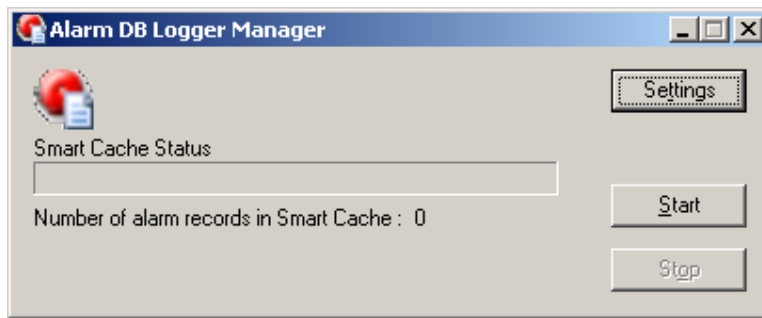 Alarm DB Logger Manager
Settings
Smart Cache Status
Number of alarm records in Smart Cache : 0
Start
Stop